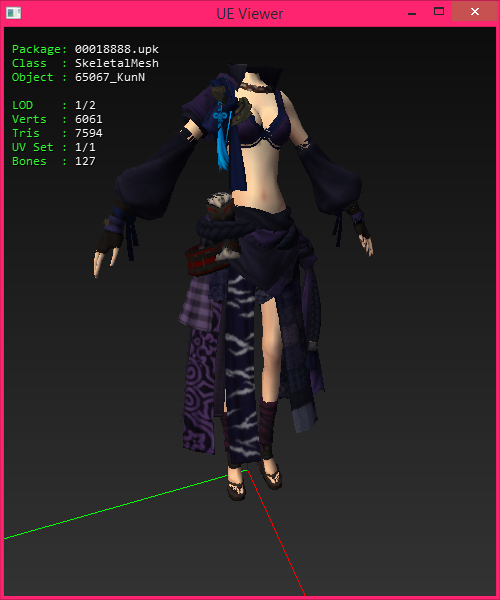 UE Viewer
Package: 00018888.upk
Class : SkeletalMesh
Object : 65067_KunN
LOD : 1/2
Verts : 6061
Tris : 7594
UV Set : 1/1
Bones : 127